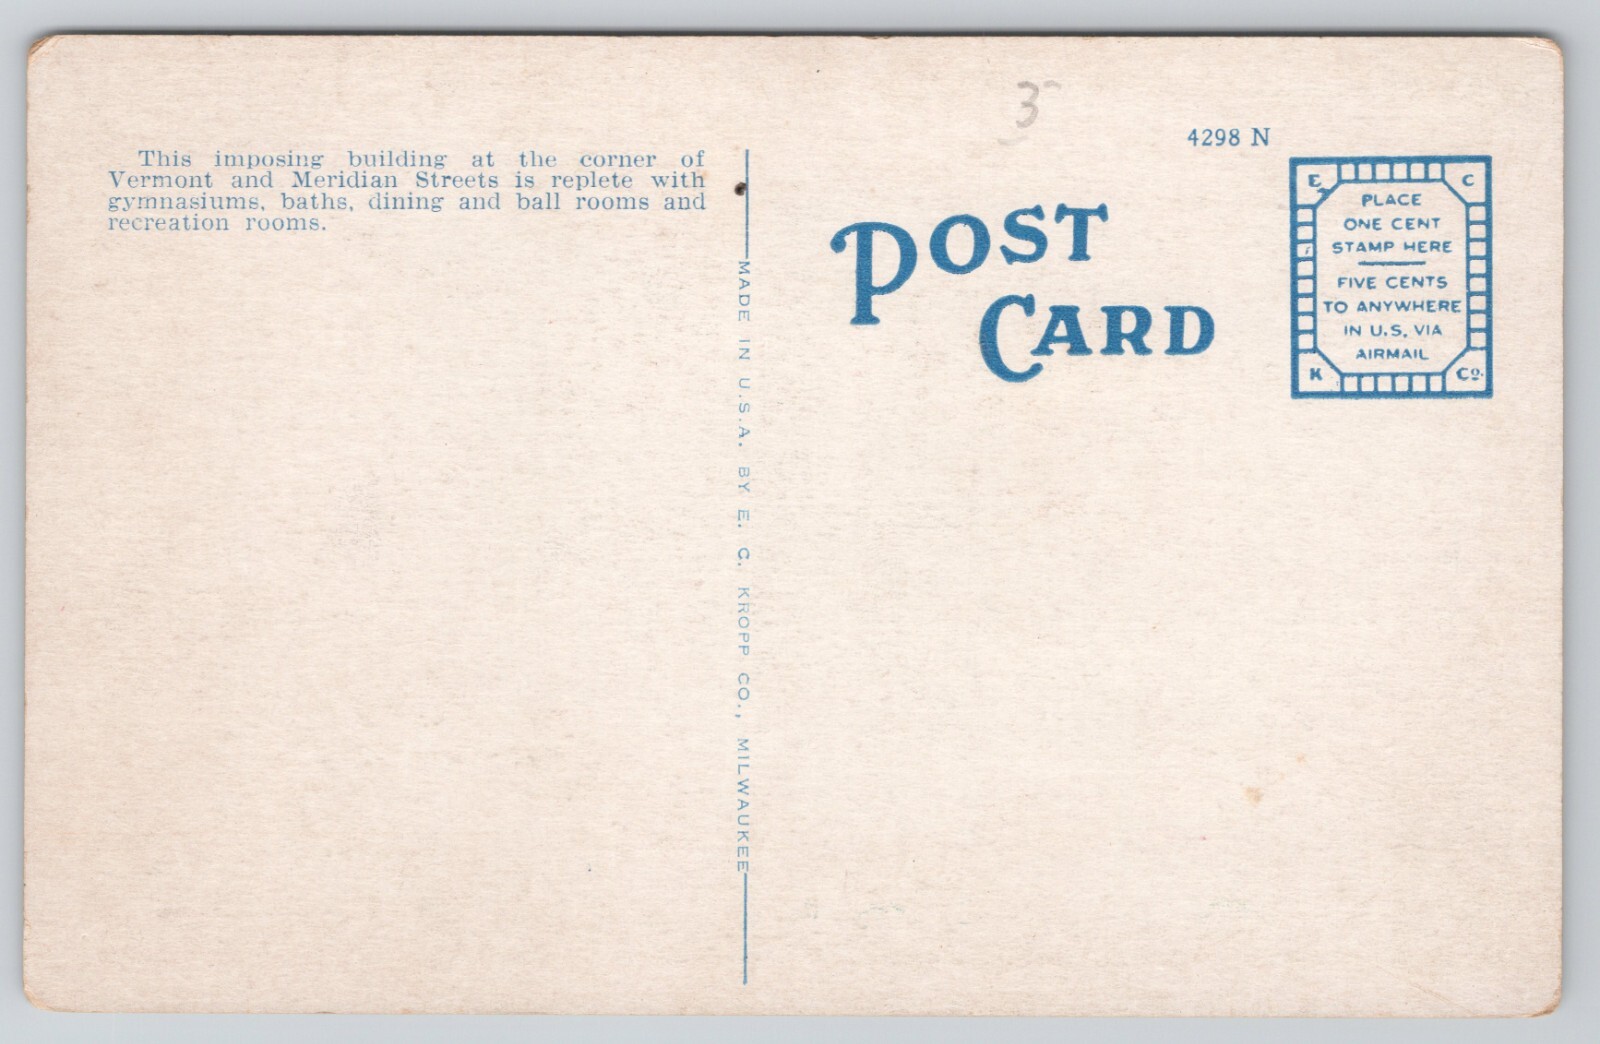 This imposing building at the corner of
Vermont and Meridian Streets is replete with
gymnasiums, baths, dining and ball rooms and
recreation rooms.
MADE IN U.S.A. BY E. C. KROPP CO., MILWAUKEE
3
4298 N
POST
CARD
E C
PLACE
ONE CENT
STAMP HERE
FIVE CENTS
TO ANYWHERE
IN U.S. VIA
AIRMAIL
K Co.